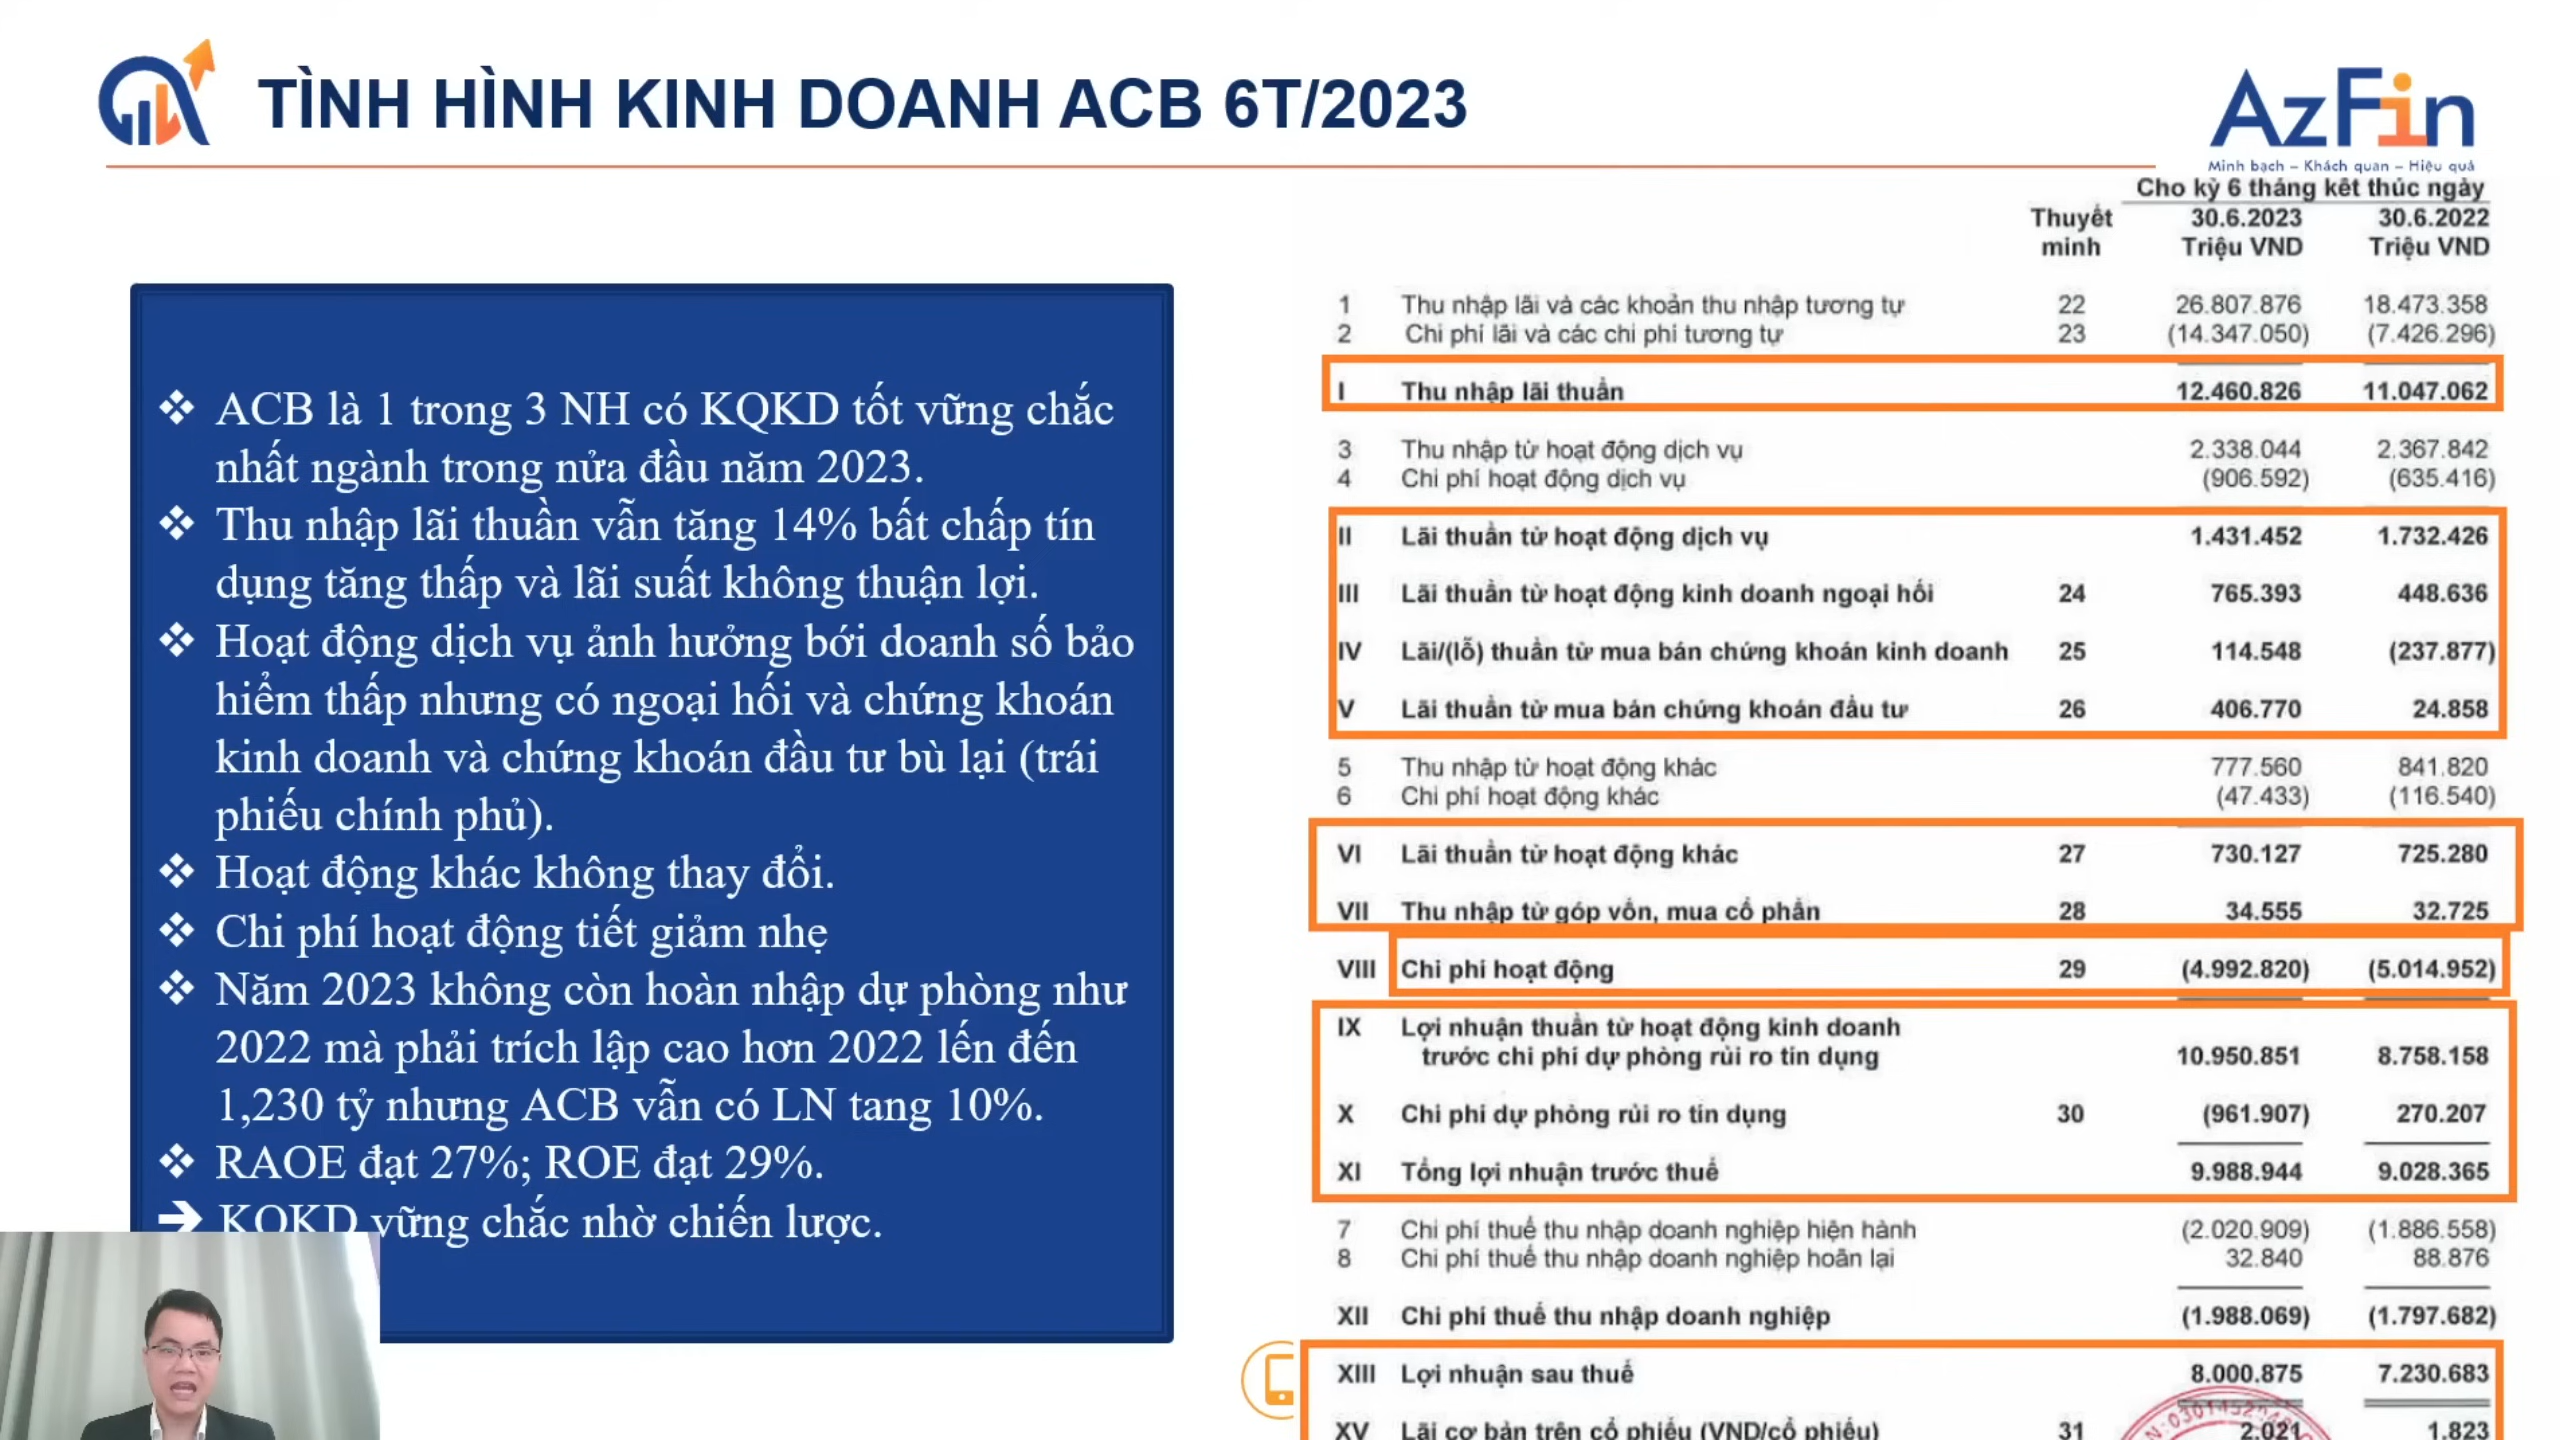 TÌNH HÌNH KINH DOANH ACB 6T/2023
AzFin
Minh bạch – Khách quan – Hiệu quả
❖ ACB là 1 trong 3 NH có KQKD tốt vững chắc
nhất ngành trong nửa đầu năm 2023.
❖ Thu nhập lãi thuần vẫn tăng 14% bất chấp tín
dụng tăng thấp và lãi suất không thuận lợi.
❖ Hoạt động dịch vụ ảnh hưởng bới doanh số bảo
hiểm thấp nhưng có ngoại hối và chứng khoán
kinh doanh và chứng khoán đầu tư bù lại (trái
phiếu chính phủ).
❖ Hoạt động khác không thay đổi.
❖ Chi phí hoạt động tiết giảm nhẹ
❖ Năm 2023 không còn hoàn nhập dự phòng như
2022 mà phải trích lập cao hơn 2022 lến đến
1,230 tỷ nhưng ACB vẫn có LN tang 10%.
❖ RAOE đạt 27%; ROE đạt 29%.
➔ KQKD vững chắc nhờ chiến lược.
Cho kỳ 6 tháng kết thúc ngày
Thuyết 30.6.2023 30.6.2022
minh Triệu VND Triệu VND
1 Thu nhập lãi và các khoản thu nhập tương tự 22 26.807.876 18.473.358
2 Chi phí lãi và các chi phí tương tự 23 (14.347.050) (7.426.296)
I Thu nhập lãi thuần 12.460.826 11.047.062
3 Thu nhập từ hoạt động dịch vụ 2.338.044 2.367.842
4 Chi phí hoạt động dịch vụ (906.592) (635.416)
II Lãi thuần từ hoạt động dịch vụ 1.431.452 1.732.426
III Lãi thuần từ hoạt động kinh doanh ngoại hối 24 765.393 448.636
IV Lãi/(lỗ) thuần từ mua bán chứng khoán kinh doanh 25 114.548 (237.877)
V Lãi thuần từ mua bán chứng khoán đầu tư 26 406.770 24.858
5 Thu nhập từ hoạt động khác 777.560 841.820
6 Chi phí hoạt động khác (47.433) (116.540)
VI Lãi thuần từ hoạt động khác 27 730.127 725.280
VII Thu nhập từ góp vốn, mua cổ phần 28 34.555 32.725
VIII Chi phí hoạt động 29 (4.992.820) (5.014.952)
IX Lợi nhuận thuần từ hoạt động kinh doanh
trước chi phí dự phòng rủi ro tín dụng 10.950.851 8.758.158
X Chi phí dự phòng rủi ro tín dụng 30 (961.907) 270.207
XI Tổng lợi nhuận trước thuế 9.988.944 9.028.365
7 Chi phí thuế thu nhập doanh nghiệp hiện hành (2.020.909) (1.886.558)
8 Chi phí thuế thu nhập doanh nghiệp hoãn lại 32.840 88.876
XII Chi phí thuế thu nhập doanh nghiệp (1.988.069) (1.797.682)
XIII Lợi nhuận sau thuế 8.000.875 7.230.683
XV Lãi cơ bản trên cổ phiếu (VND/cổ phiếu) 31 2.021 1.823